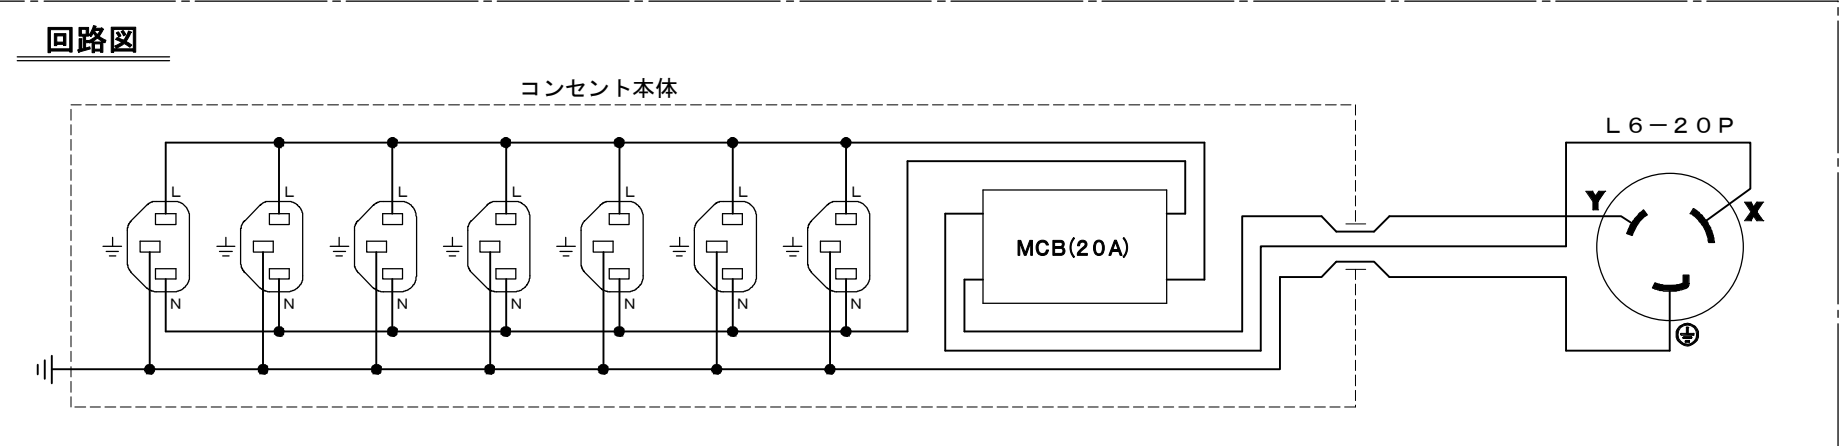 回路図
コンセント本体
L6-20P
L L L L L L L
Y X
MCB(20A)
N N N N N N N